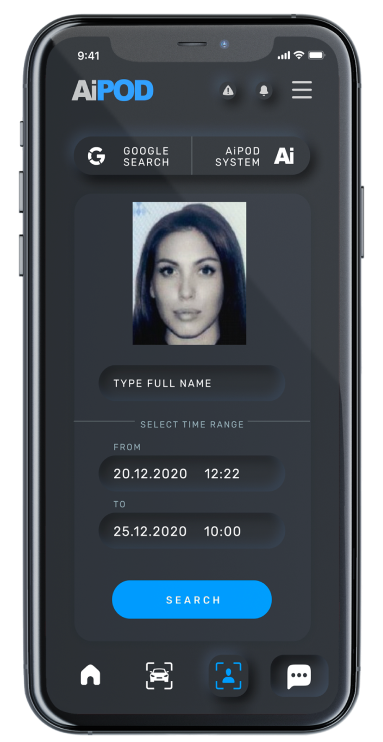 9:41
AiPOD
GOOGLE
SEARCH
AiPOD
SYSTEM
Ai
TYPE FULL NAME
SELECT TIME RANGE
FROM
20.12.2020 12:22
TO
25.12.2020 10:00
SEARCH